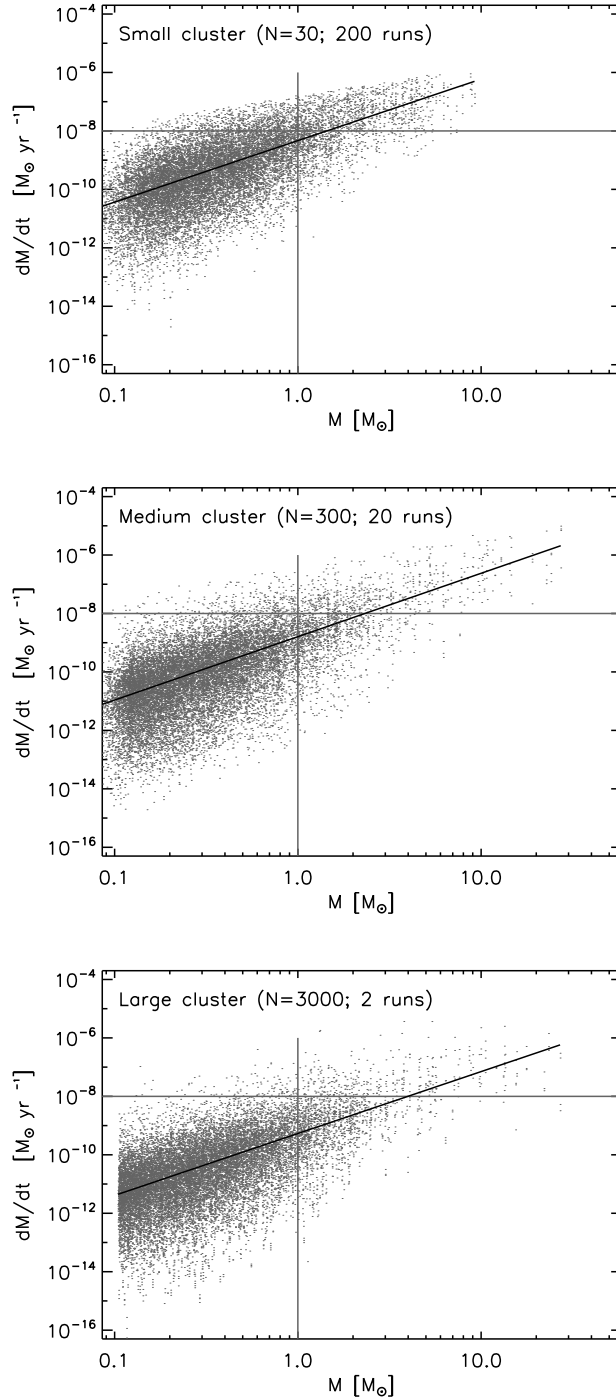 Small cluster (N=30; 200 runs)
10⁻⁴
10⁻⁶
10⁻⁸
10⁻¹⁰
10⁻¹²
10⁻¹⁴
10⁻¹⁶
dM/dt [M☉ yr⁻¹]
0.1 1.0 10.0
M [M☉]
Medium cluster (N=300; 20 runs)
10⁻⁴
10⁻⁶
10⁻⁸
10⁻¹⁰
10⁻¹²
10⁻¹⁴
10⁻¹⁶
dM/dt [M☉ yr⁻¹]
0.1 1.0 10.0
M [M☉]
Large cluster (N=3000; 2 runs)
10⁻⁴
10⁻⁶
10⁻⁸
10⁻¹⁰
10⁻¹²
10⁻¹⁴
10⁻¹⁶
dM/dt [M☉ yr⁻¹]
0.1 1.0 10.0
M [M☉]